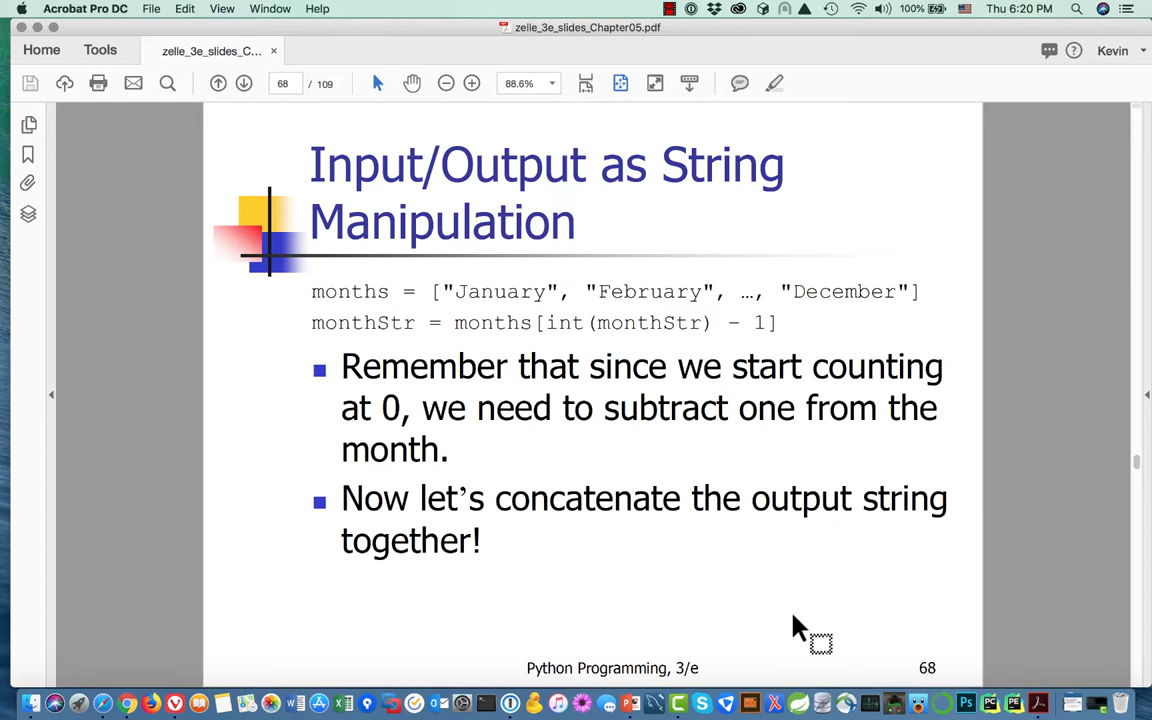 Acrobat Pro DC File Edit View Window Help 100% Thu 6:20 PM
zelle_3e_slides_Chapter05.pdf
Home Tools zelle_3e_slides_C... × Kevin
68 / 109 88.6%
Input/Output as String
Manipulation
months = ["January", "February", …, "December"]
monthStr = months[int(monthStr) – 1]
Remember that since we start counting
at 0, we need to subtract one from the
month.
Now let’s concatenate the output string
together!
Python Programming, 3/e 68